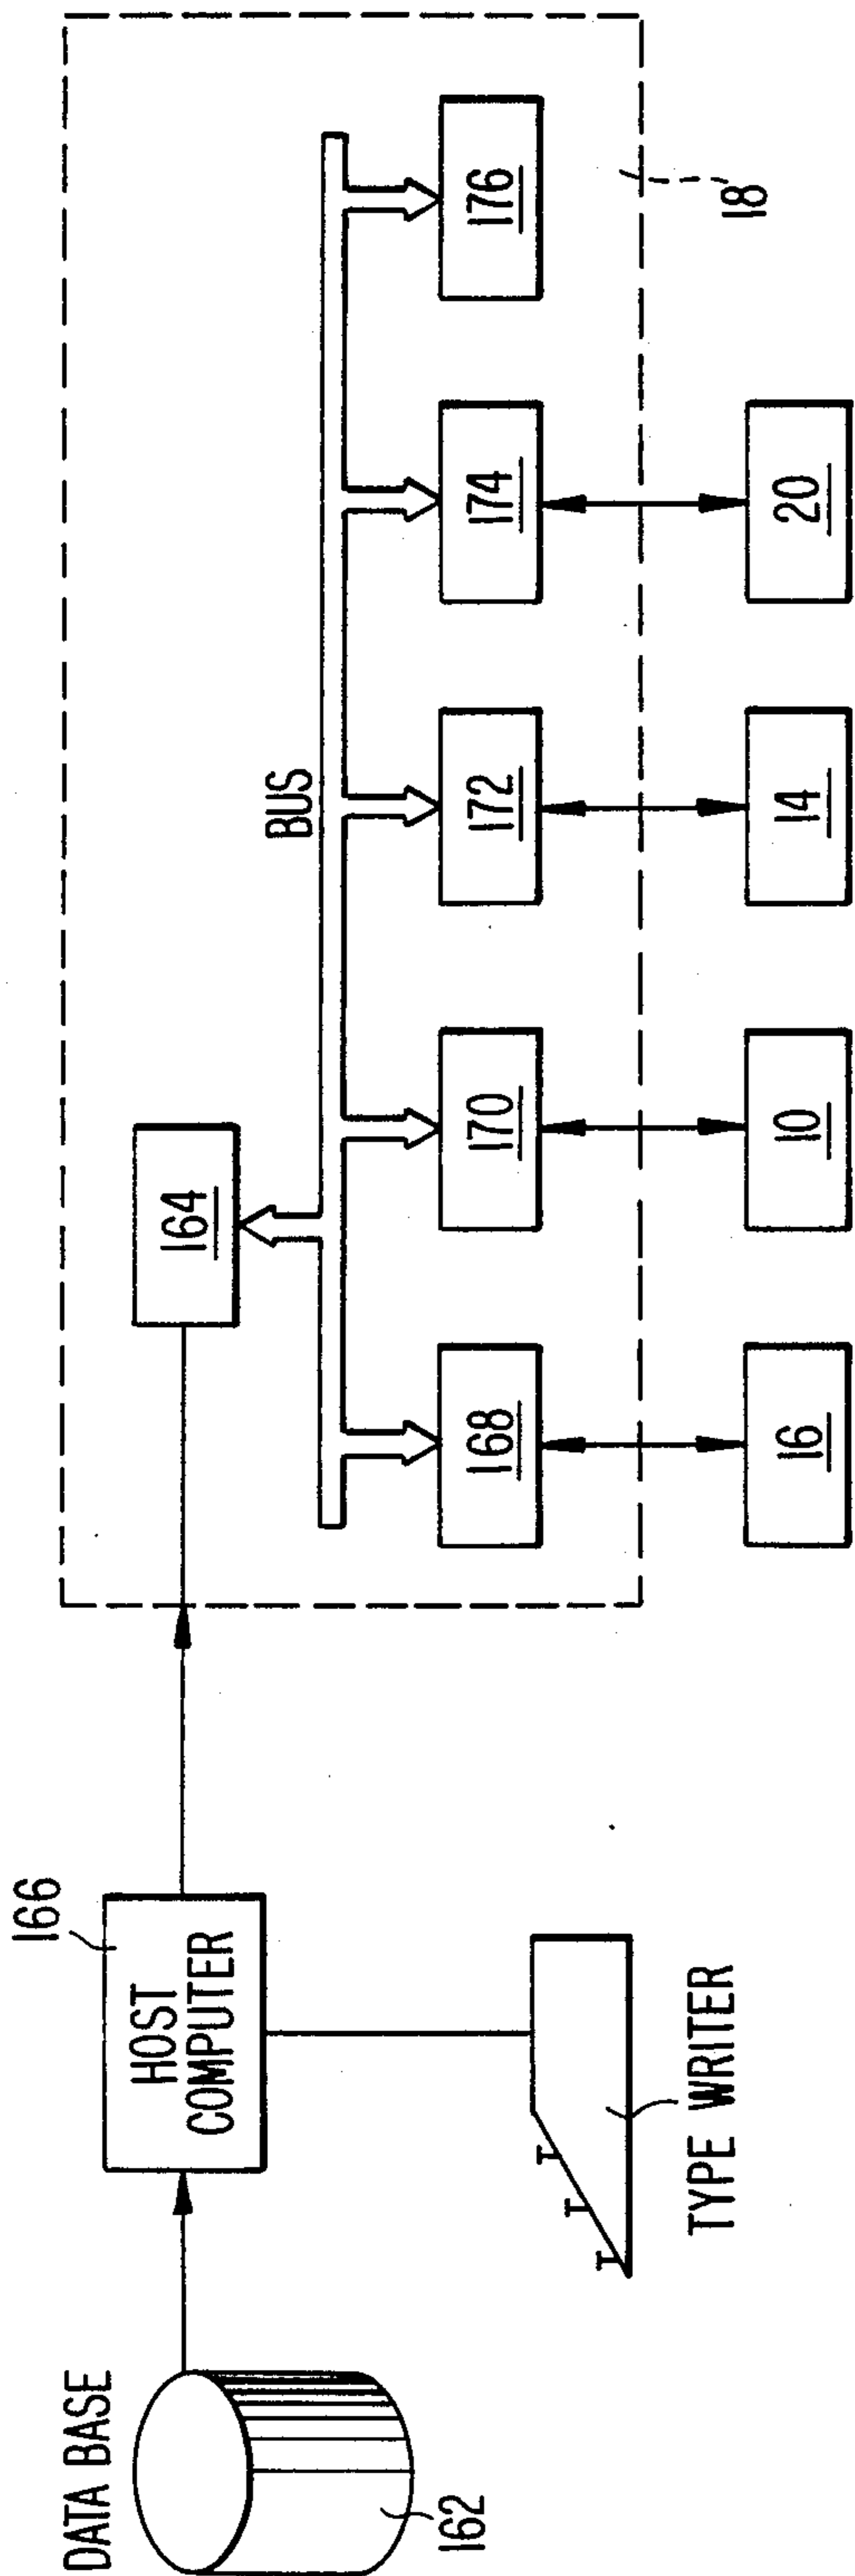 DATA BASE
162
166
HOST
COMPUTER
TYPE WRITER
164
BUS
168
170
172
174
176
18
16
10
14
20